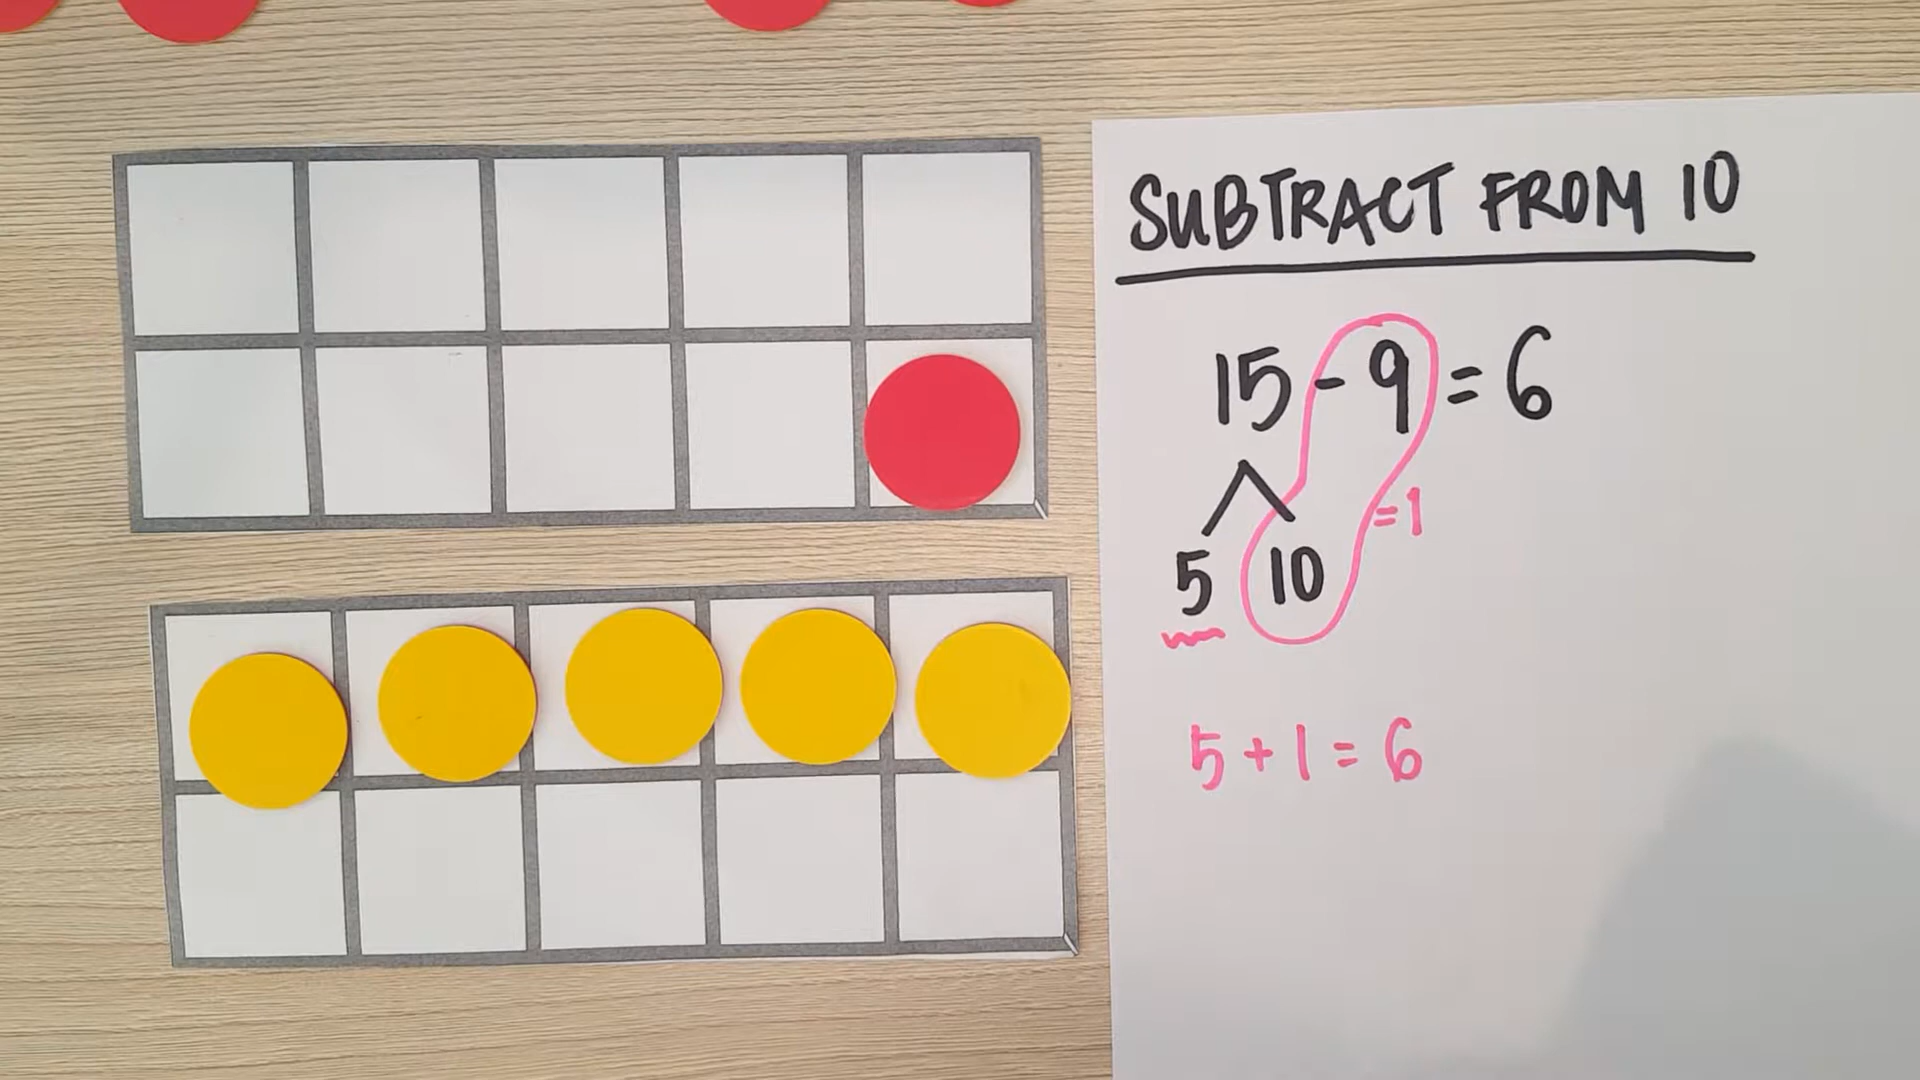 SUBTRACT FROM 10
15 - 9 = 6
= 1
5 10
5 + 1 = 6